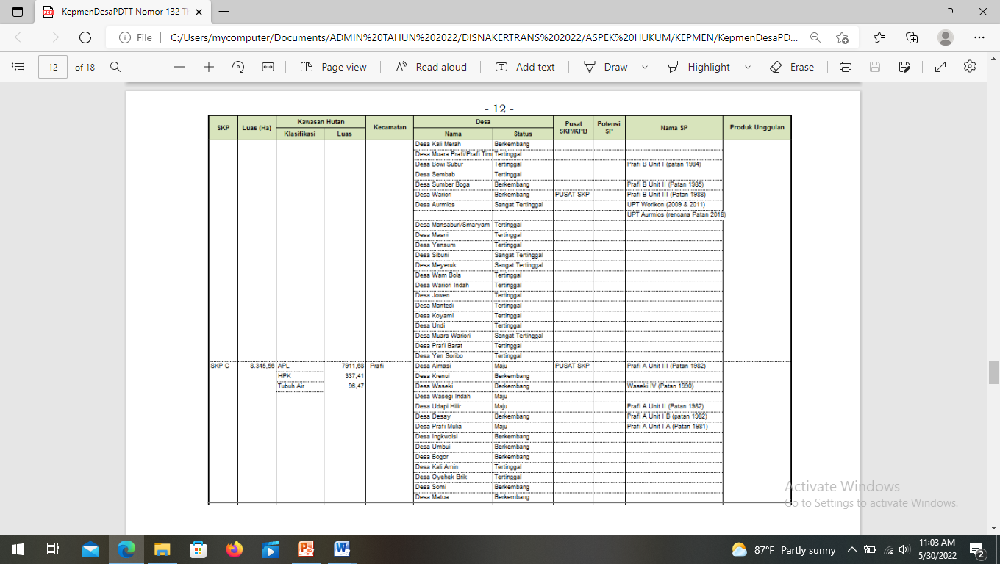 KepmenDesaPDTT Nomor 132 T
File
C:/Users/mycomputer/Documents/ADMIN%20TAHUN%202022/DISNAKERTRANS%202022/ASPEK%20HUKUM/KEPMEN/KepmenDesaPD...
12 of 18
Page view
Read aloud
Add text
Draw
Highlight
Erase
- 12 -
SKP Luas (Ha) Kawasan Hutan Kecamatan Desa Pusat SKP/KPB Potensi SP Nama SP Produk Unggulan
Klasifikasi Luas Nama Status
Desa Kali Merah Berkembang
Desa Muara Prafi/Prafi Tim Tertinggal
Desa Bowi Subur Tertinggal Prafi B Unit I (patan 1984)
Desa Sembab Tertinggal
Desa Sumber Boga Berkembang Prafi B Unit II (Patan 1985)
Desa Wariori Berkembang PUSAT SKP Prafi B Unit III (Patan 1988)
Desa Aurmios Sangat Tertinggal UPT Worikon (2009 & 2011)
UPT Aurmios (rencana Patan 2018)
Desa Mansaburi/Smaryam Tertinggal
Desa Masni Tertinggal
Desa Yensum Tertinggal
Desa Sibuni Sangat Tertinggal
Desa Meyeruk Sangat Tertinggal
Desa Wam Bola Tertinggal
Desa Wariori Indah Tertinggal
Desa Jowen Tertinggal
Desa Mantedi Tertinggal
Desa Koyami Tertinggal
Desa Undi Tertinggal
Desa Muara Wariori Sangat Tertinggal
Desa Prafi Barat Tertinggal
Desa Yen Soribo Tertinggal
SKP C 8.345,56 APL 7911,68 Prafi Desa Aimasi Maju PUSAT SKP Prafi A Unit III (Patan 1982)
HPK 337,41 Desa Krenui Berkembang
Tubuh Air 96,47 Desa Waseki Berkembang Waseki IV (Patan 1990)
Desa Wasegi Indah Maju
Desa Udapi Hilir Maju Prafi A Unit II (Patan 1982)
Desa Desay Berkembang Prafi A Unit I B (patan 1982)
Desa Prafi Mulia Maju Prafi A Unit I A (Patan 1981)
Desa Ingkwoisi Berkembang
Desa Umbui Berkembang
Desa Bogor Berkembang
Desa Kali Amin Tertinggal
Desa Oyehek Brik Tertinggal
Desa Somi Berkembang
Desa Matoa Berkembang
Activate Windows
Go to Settings to activate Windows.
87°F Partly sunny
11:03 AM
5/30/2022
2